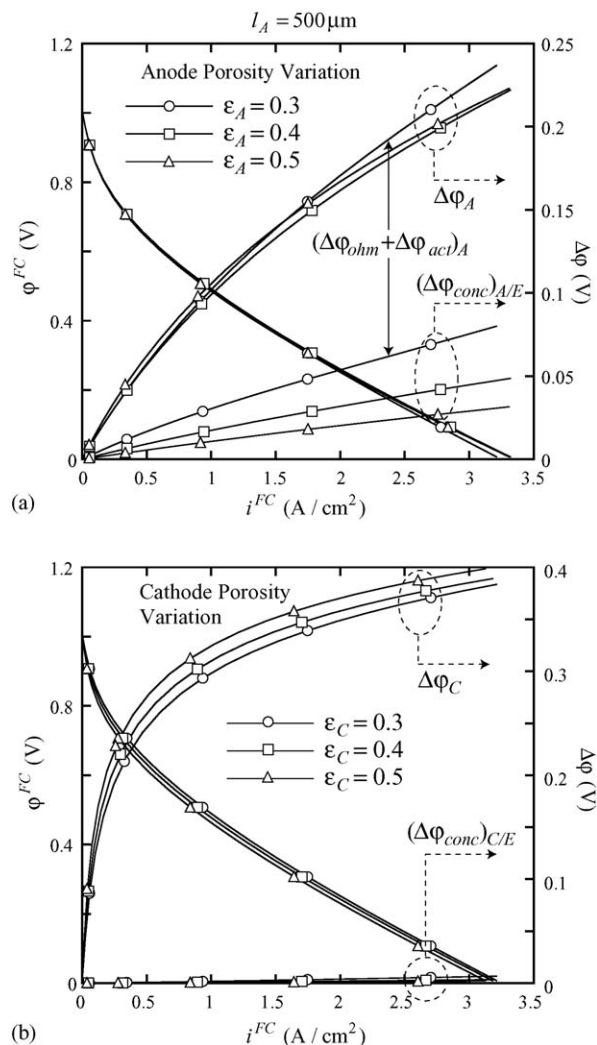 l_A = 500 μm
1.2
0.25
Anode Porosity Variation
ε_A = 0.3
ε_A = 0.4
ε_A = 0.5
0.2
0.8
0.15
Δφ_A
φ^FC (V)
(Δφ_ohm + Δφ_act)_A
(Δφ_conc)_A/E
Δφ (V)
0.1
0.4
0.05
0
0
0.5
1
1.5
2
2.5
3
3.5
(a)
i^FC (A / cm²)
1.2
0.4
Cathode Porosity
Variation
0.3
Δφ_C
0.8
ε_C = 0.3
ε_C = 0.4
ε_C = 0.5
φ^FC (V)
0.2
Δφ (V)
(Δφ_conc)_C/E
0.4
0.1
0
0
0.5
1
1.5
2
2.5
3
3.5
(b)
i^FC (A / cm²)